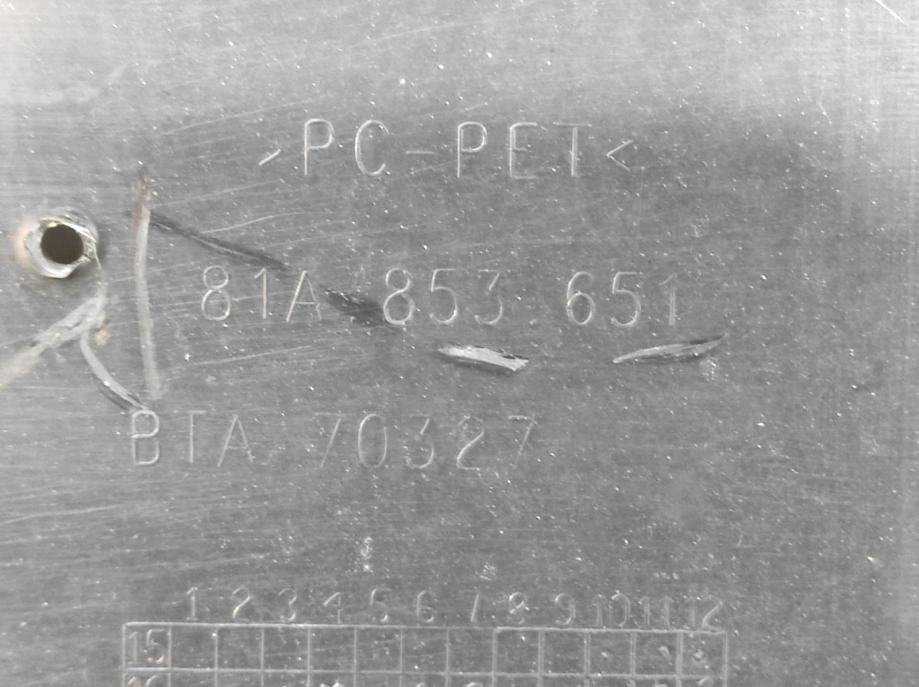 >PC-PET<
81A 853 651
BTA 70327
1 2 3 4 5 6 7 8 9 10 11 12
15